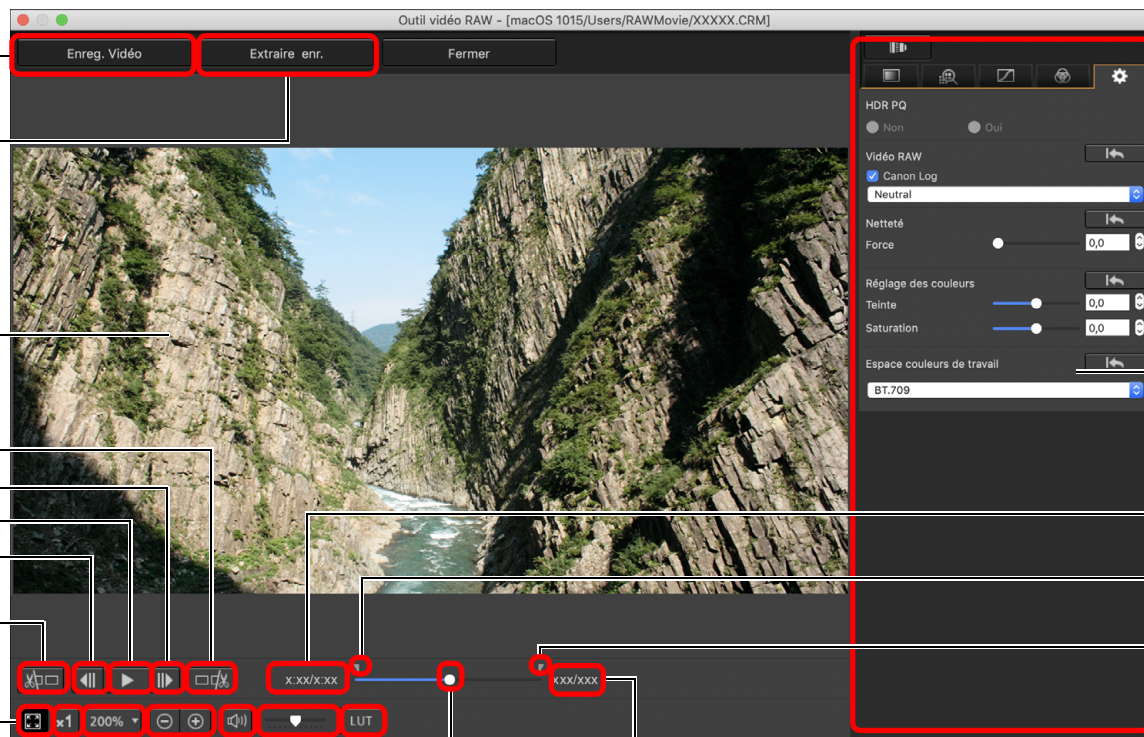 Outil vidéo RAW - [macOS 1015/Users/RAWMovie/XXXXX.CRM]
Enreg. Vidéo
Extraire enr.
Fermer
HDR PQ
Non
Oui
Vidéo RAW
Canon Log
Neutral
Netteté
Force
0,0
Réglage des couleurs
Teinte
0,0
Saturation
0,0
Espace couleurs de travail
BT.709
x:xx/x:xx
xxx/xxx
x1
200%
LUT